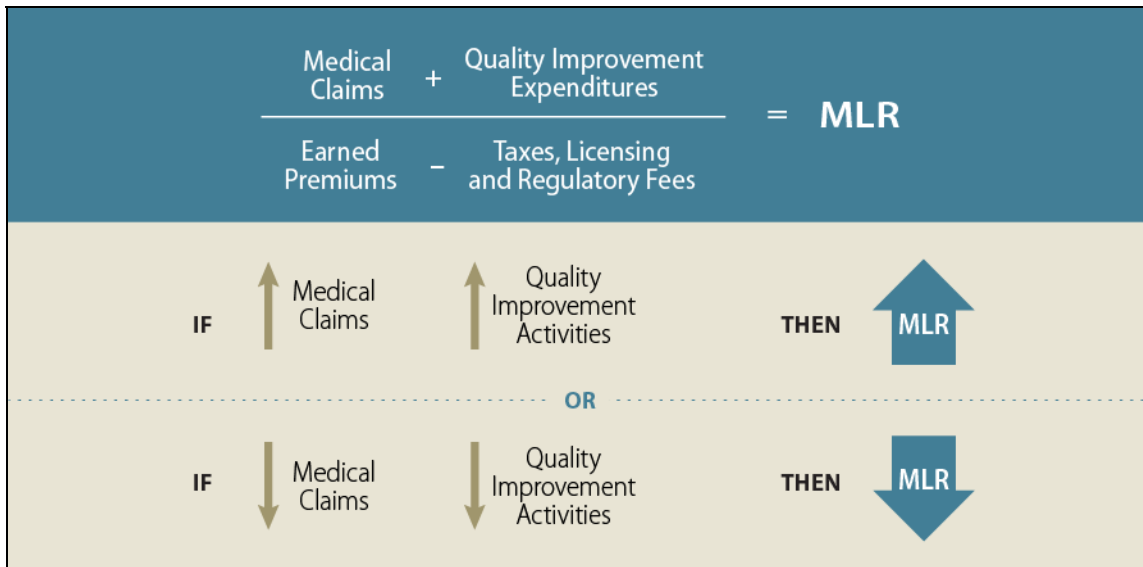 Medical Claims + Quality Improvement Expenditures
Earned Premiums – Taxes, Licensing and Regulatory Fees
= MLR
IF
Medical
Claims
Quality
Improvement
Activities
THEN
MLR
OR
IF
Medical
Claims
Quality
Improvement
Activities
THEN
MLR